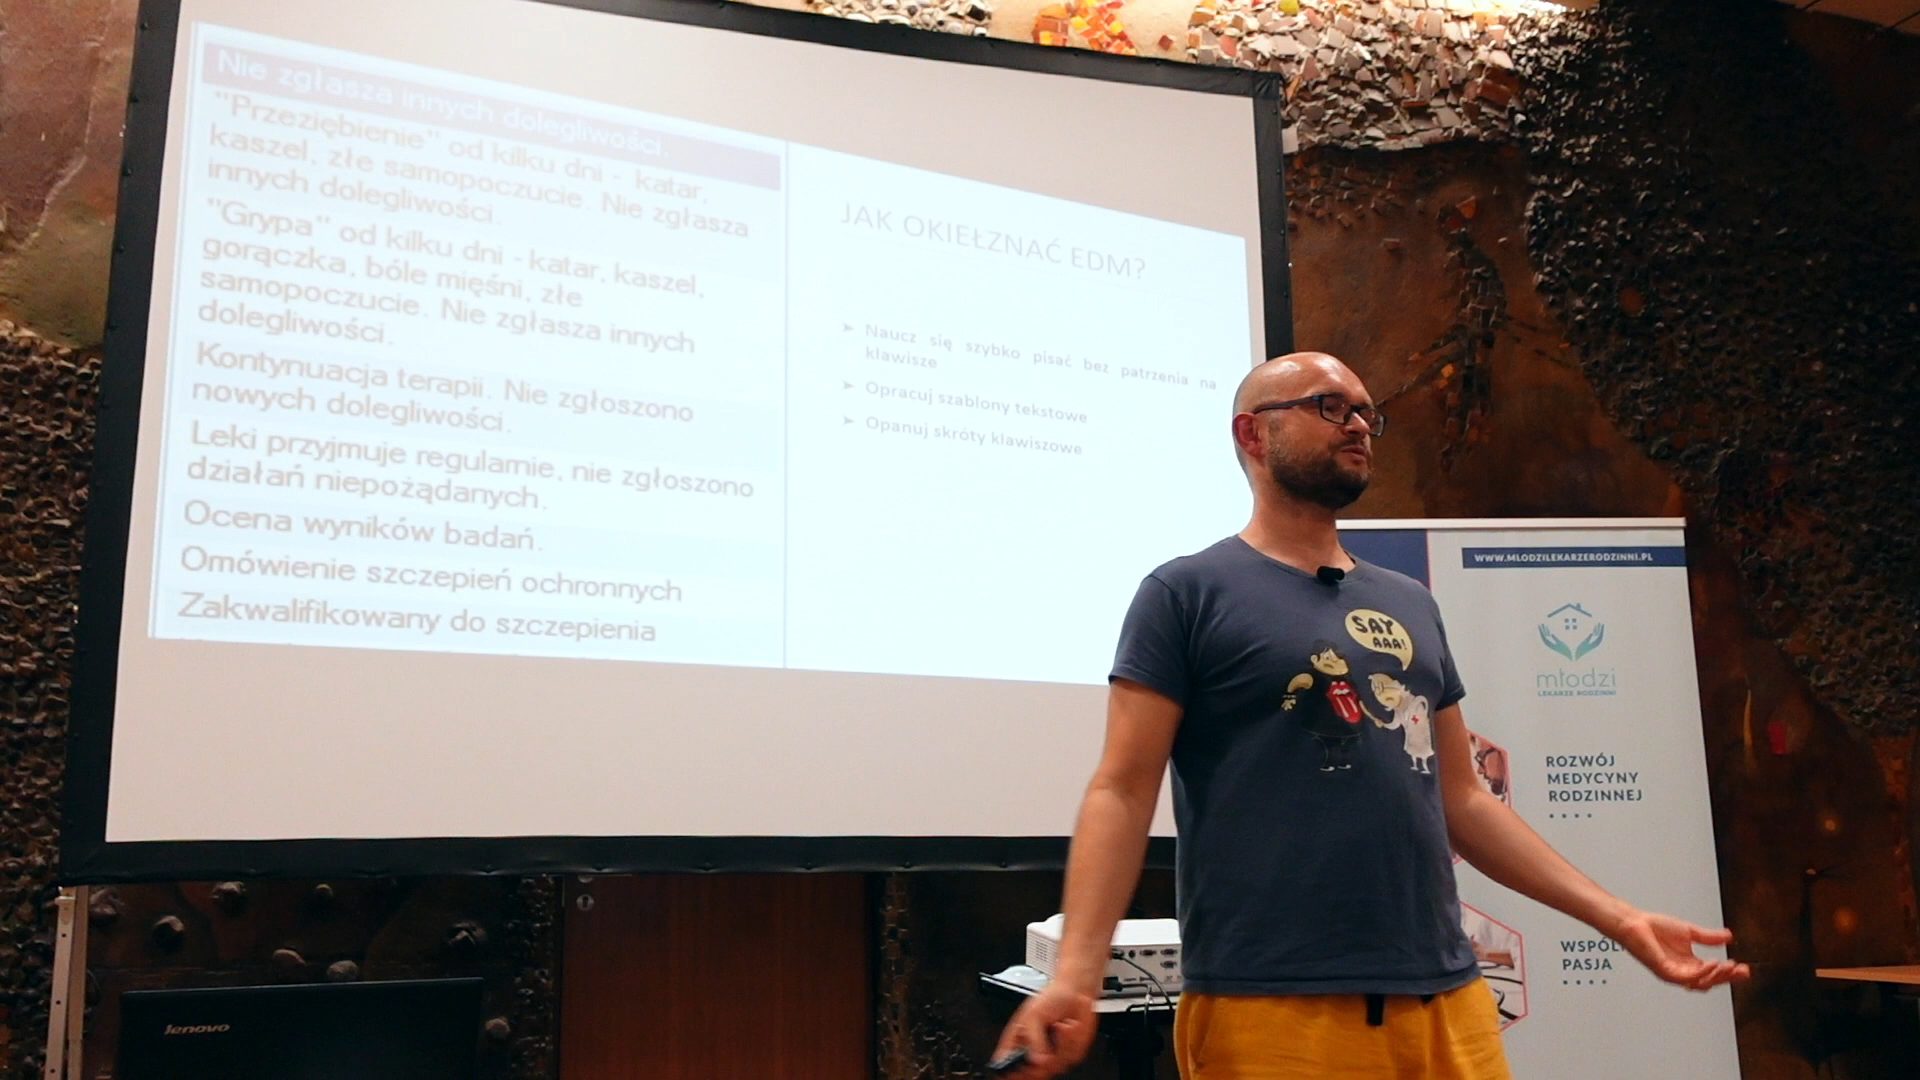 Nie zgłasza innych dolegliwości.
"Przeziębienie" od kilku dni - katar,
kaszel, złe samopoczucie. Nie zgłasza
innych dolegliwości.
"Grypa" od kilku dni - katar, kaszel,
gorączka, bóle mięśni, złe
samopoczucie. Nie zgłasza innych
dolegliwości.
Kontynuacja terapii. Nie zgłoszono
nowych dolegliwości.
Leki przyjmuje regularnie, nie zgłoszono
działań niepożądanych.
Ocena wyników badań.
Omówienie szczepień ochronnych
Zakwalifikowany do szczepienia
JAK OKIEŁZNAĆ EDM?
➤ Naucz się szybko pisać bez patrzenia na
klawisze
➤ Opracuj szablony tekstowe
➤ Opanuj skróty klawiszowe
SAY
AAA!
WWW.MLODZILEKARZERODZINNI.PL
młodzi
LEKARZE RODZINNI
ROZWÓJ
MEDYCYNY
RODZINNEJ
WSPÓL
PASJA
lenovo